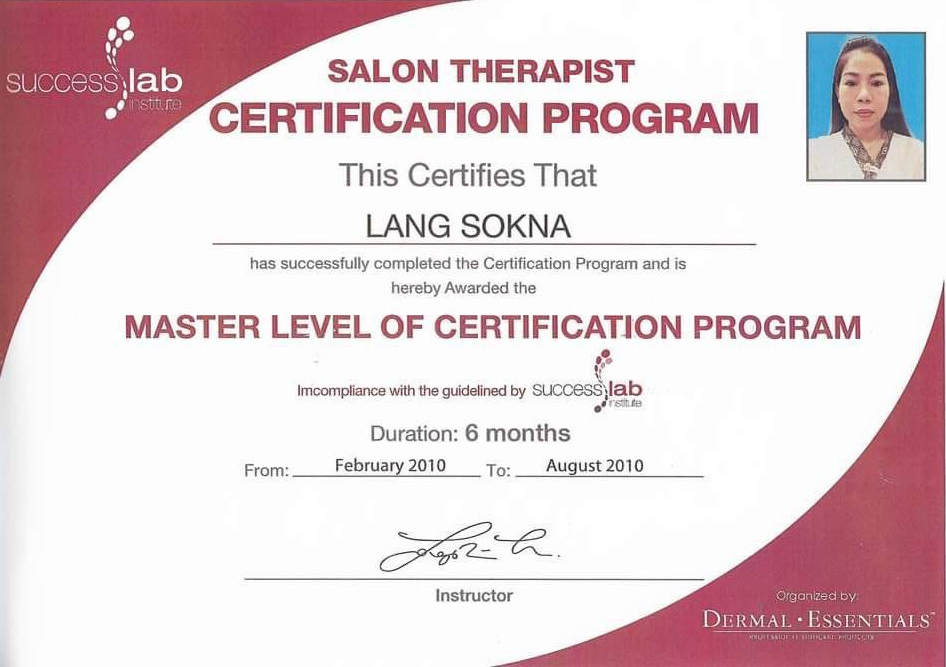 success lab
institute
SALON THERAPIST
CERTIFICATION PROGRAM
This Certifies That
LANG SOKNA
has successfully completed the Certification Program and is
hereby Awarded the
MASTER LEVEL OF CERTIFICATION PROGRAM
Imcompliance with the guidelined by success lab
institute
Duration: 6 months
From: February 2010 To: August 2010
Instructor
Organized by:
DERMAL · ESSENTIALS™